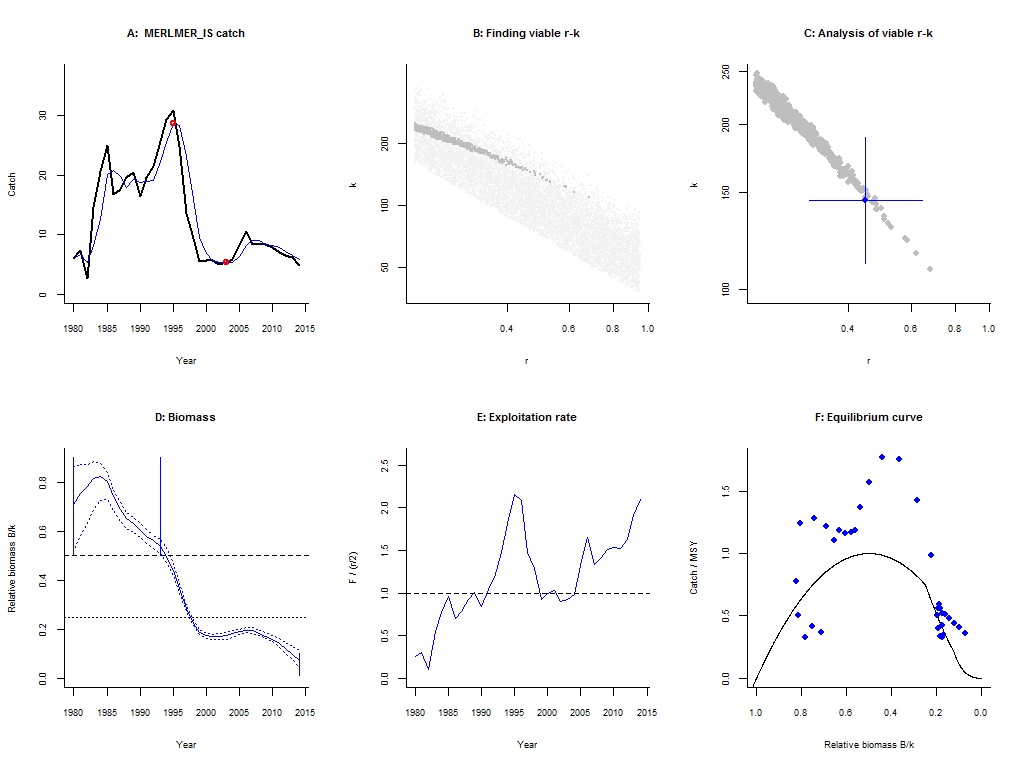 A: MERLMER_IS catch
B: Finding viable r-k
C: Analysis of viable r-k
Catch
0
10
20
30
1980 1985 1990 1995 2000 2005 2010 2015
Year
k
50
100
200
0.4 0.6 0.8 1.0
r
k
100
150
200
250
0.4 0.6 0.8 1.0
r
D: Biomass
E: Exploitation rate
F: Equilibrium curve
Relative biomass B/k
0.0
0.2
0.4
0.6
0.8
1980 1985 1990 1995 2000 2005 2010 2015
Year
F / (r/2)
0.0
0.5
1.0
1.5
2.0
2.5
1980 1985 1990 1995 2000 2005 2010 2015
Year
Catch / MSY
0.0
0.5
1.0
1.5
1.0 0.8 0.6 0.4 0.2 0.0
Relative biomass B/k